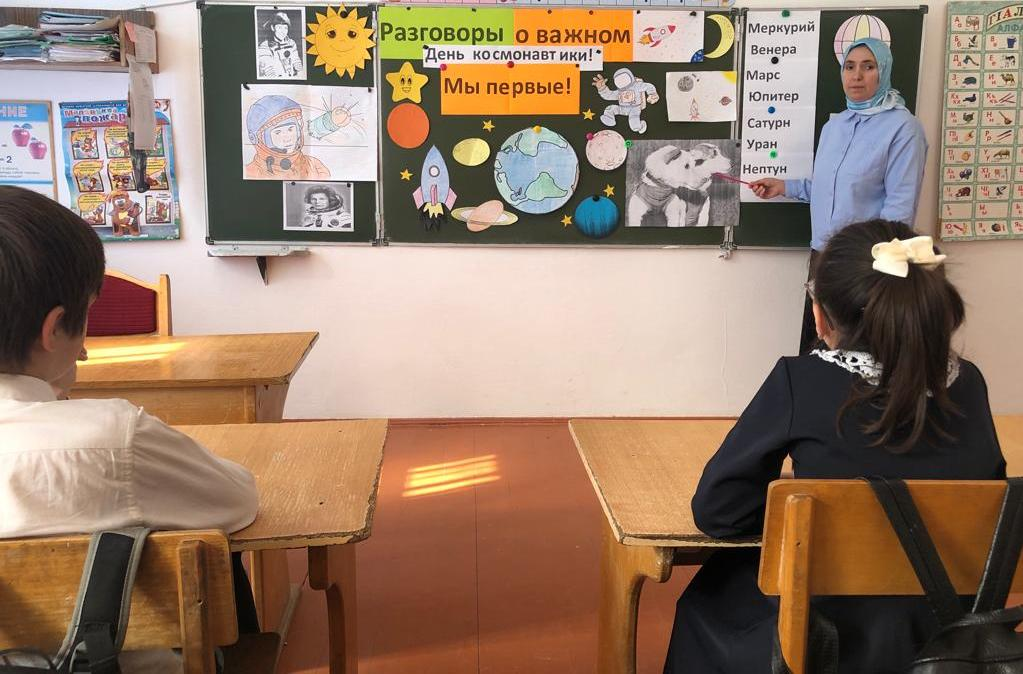 Разговоры о важном
День космонавтики!
Мы первые!
Меркурий
Венера
Марс
Юпитер
Сатурн
Уран
Нептун